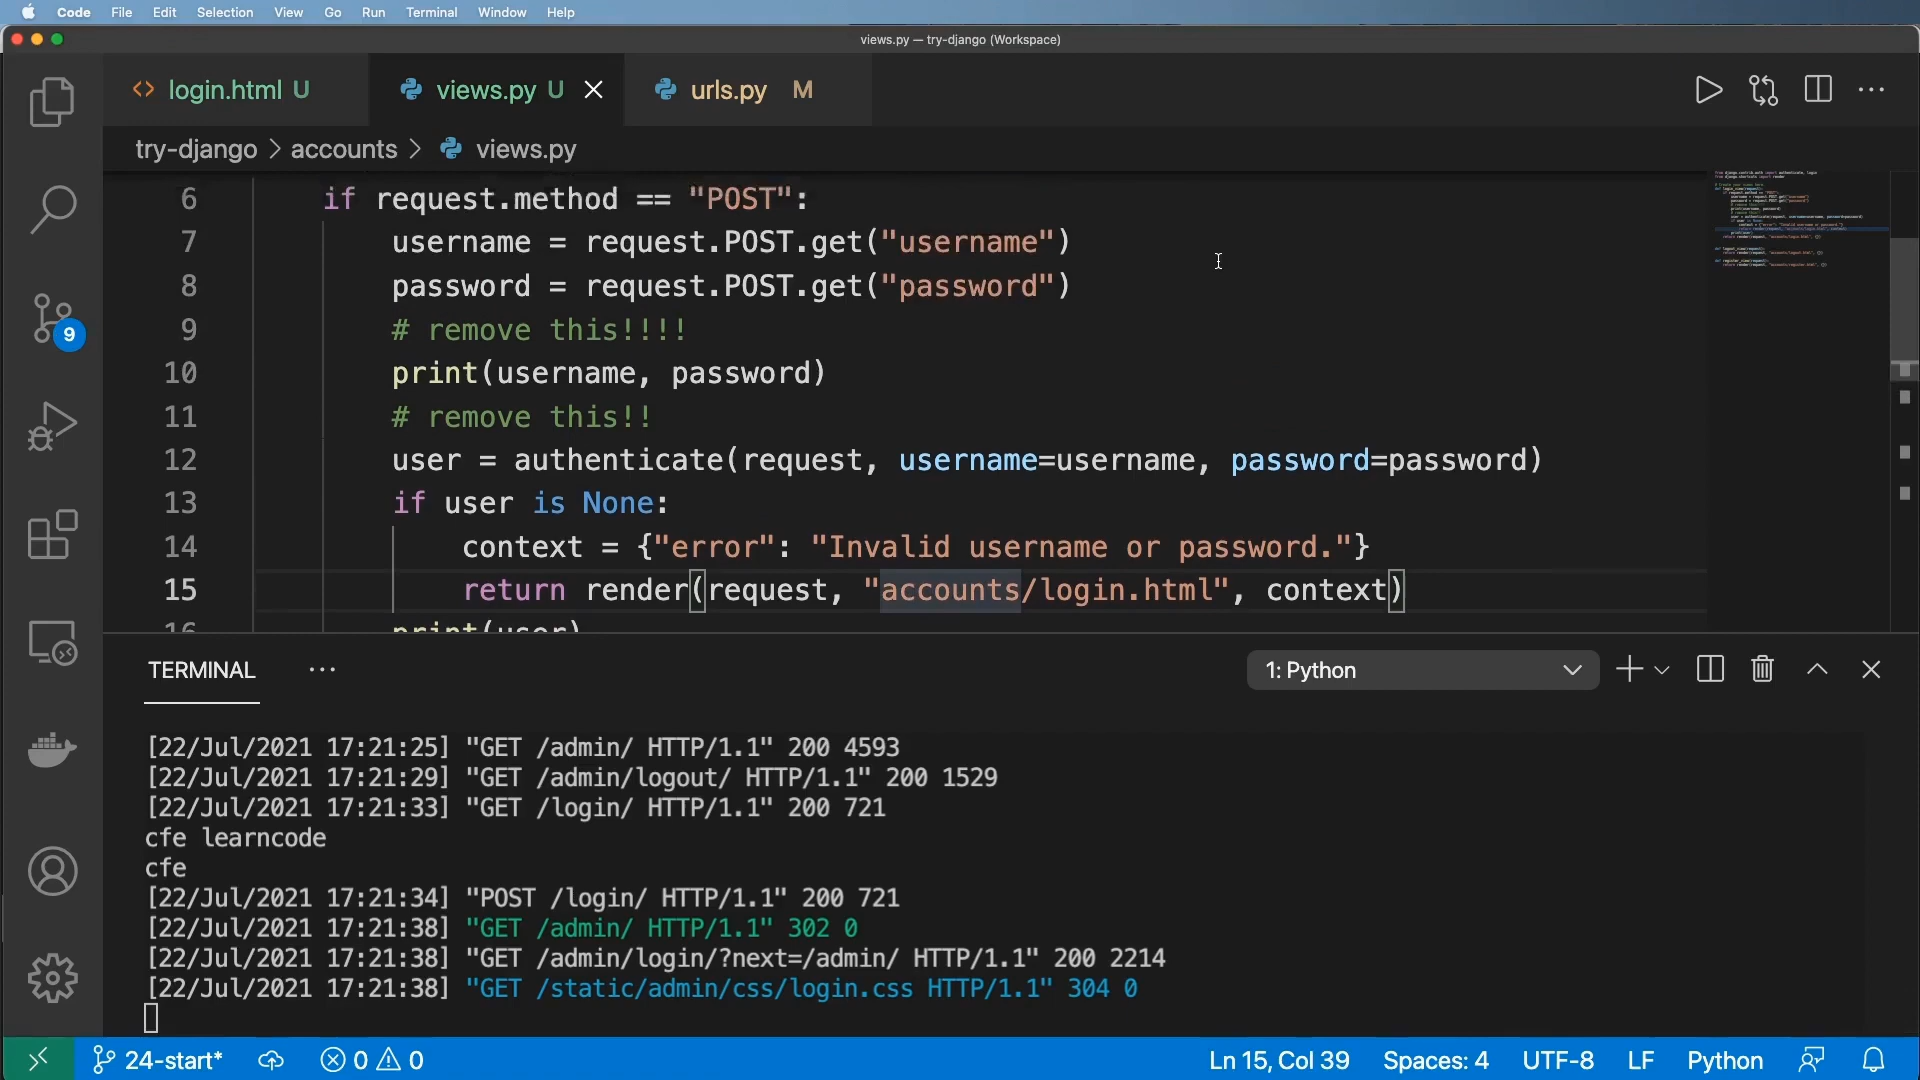 Code File Edit Selection View Go Run Terminal Window Help
views.py — try-django (Workspace)
login.html U views.py U urls.py M
try-django > accounts > views.py
6 if request.method == "POST":
7 username = request.POST.get("username")
8 password = request.POST.get("password")
9 # remove this!!!!
10 print(username, password)
11 # remove this!!
12 user = authenticate(request, username=username, password=password)
13 if user is None:
14 context = {"error": "Invalid username or password."}
15 return render(request, "accounts/login.html", context)
16 print(user)
9
TERMINAL 1: Python
[22/Jul/2021 17:21:25] "GET /admin/ HTTP/1.1" 200 4593
[22/Jul/2021 17:21:29] "GET /admin/logout/ HTTP/1.1" 200 1529
[22/Jul/2021 17:21:33] "GET /login/ HTTP/1.1" 200 721
cfe learncode
cfe
[22/Jul/2021 17:21:34] "POST /login/ HTTP/1.1" 200 721
[22/Jul/2021 17:21:38] "GET /admin/ HTTP/1.1" 302 0
[22/Jul/2021 17:21:38] "GET /admin/login/?next=/admin/ HTTP/1.1" 200 2214
[22/Jul/2021 17:21:38] "GET /static/admin/css/login.css HTTP/1.1" 304 0
24-start* 0 0 Ln 15, Col 39 Spaces: 4 UTF-8 LF Python